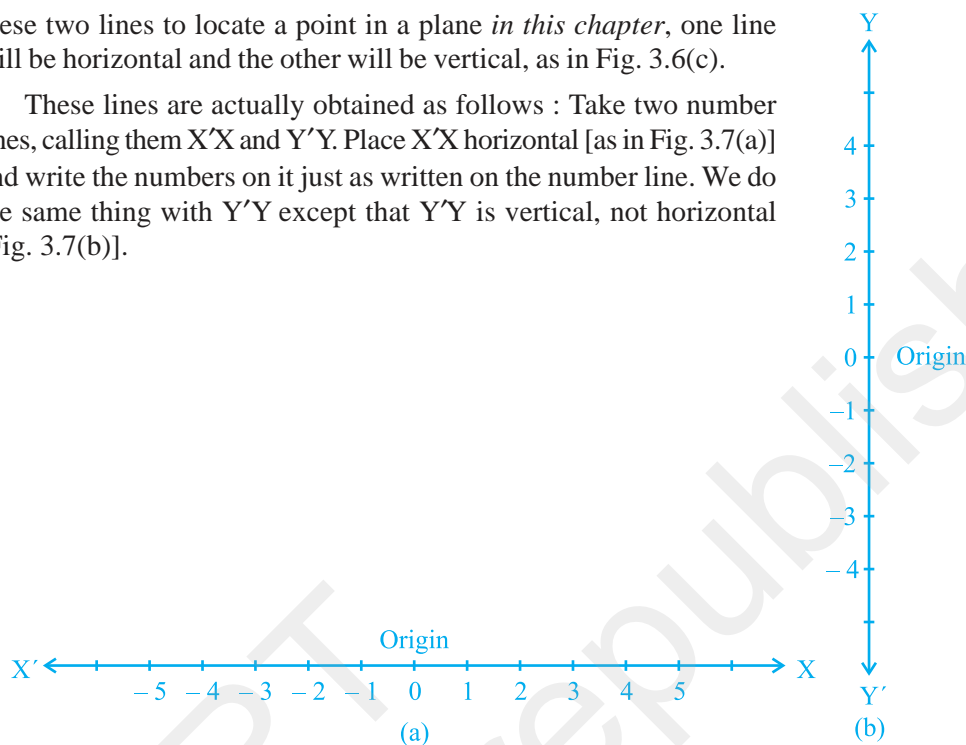 ese two lines to locate a point in a plane in this chapter, one line
ill be horizontal and the other will be vertical, as in Fig. 3.6(c).
These lines are actually obtained as follows : Take two number
nes, calling them X′X and Y′Y. Place X′X horizontal [as in Fig. 3.7(a)]
nd write the numbers on it just as written on the number line. We do
e same thing with Y′Y except that Y′Y is vertical, not horizontal
ig. 3.7(b)].
Y
4
3
2
1
0 Origin
–1
–2
–3
– 4
Y′
(b)
Origin
X′ X
– 5 – 4 – 3 – 2 – 1 0 1 2 3 4 5
(a)